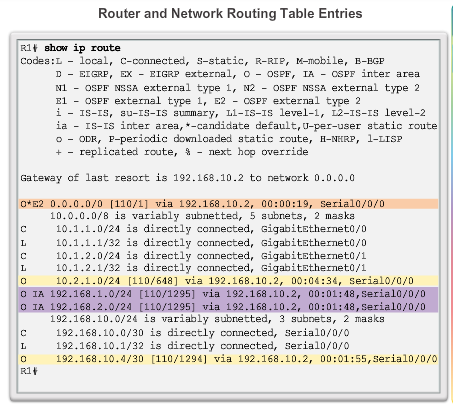 Router and Network Routing Table Entries
R1# show ip route
Codes:L - local, C-connected, S-static, R-RIP, M-mobile, B-BGP
D - EIGRP, EX - EIGRP external, O - OSPF, IA - OSPF inter area
N1 - OSPF NSSA external type 1, N2 - OSPF NSSA external type 2
E1 - OSPF external type 1, E2 - OSPF external type 2
i - IS-IS, su-IS-IS summary, L1-IS-IS level-1, L2-IS-IS level-2
ia - IS-IS inter area,*-candidate default,U-per-user static route
o - ODR, P-periodic downloaded static route, H-NHRP, l-LISP
+ - replicated route, % - next hop override
Gateway of last resort is 192.168.10.2 to network 0.0.0.0
O*E2 0.0.0.0/0 [110/1] via 192.168.10.2, 00:00:19, Serial0/0/0
10.0.0.0/8 is variably subnetted, 5 subnets, 2 masks
C 10.1.1.0/24 is directly connected, GigabitEthernet0/0
L 10.1.1.1/32 is directly connected, GigabitEthernet0/0
C 10.1.2.0/24 is directly connected, GigabitEthernet0/1
L 10.1.2.1/32 is directly connected, GigabitEthernet0/1
O 10.2.1.0/24 [110/648] via 192.168.10.2, 00:04:34, Serial0/0/0
O IA 192.168.1.0/24 [110/1295] via 192.168.10.2, 00:01:48,Serial0/0/0
O IA 192.168.2.0/24 [110/1295] via 192.168.10.2, 00:01:48,Serial0/0/0
192.168.10.0/24 is variably subnetted, 3 subnets, 2 masks
C 192.168.10.0/30 is directly connected, Serial0/0/0
L 192.168.10.1/32 is directly connected, Serial0/0/0
O 192.168.10.4/30 [110/1294] via 192.168.10.2, 00:01:55,Serial0/0/0
R1#